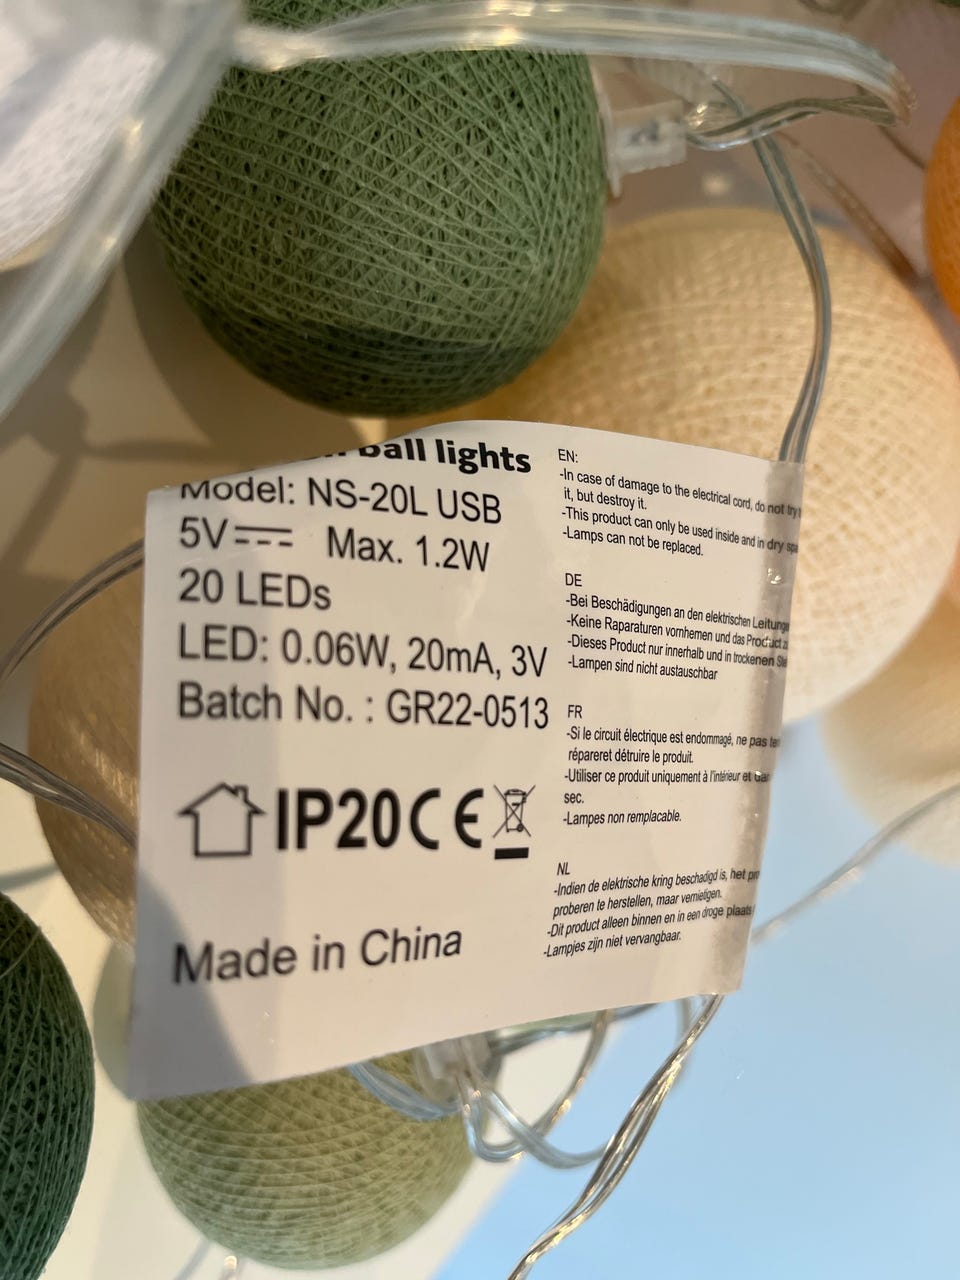 ball lights
Model: NS-20L USB
5V Max. 1.2W
20 LEDs
LED: 0.06W, 20mA, 3V
Batch No. : GR22-0513
IP20 CE
Made in China
EN:
-In case of damage to the electrical cord, do not try
it, but destroy it.
-This product can only be used inside and in dry
-Lamps can not be replaced.
DE
-Bei Beschädigungen an den elektrischen
-Keine Raparaturen vornhemen und das Product
-Dieses Product nur innerhalb und in trockenen
-Lampen sind nicht austauschbar
FR
-Si le circuit électrique est endommagé, ne pas
répareret détruire le produit.
-Utiliser ce produit uniquement à l'intérieur et
sec.
-Lampes non remplacable.
NL
-Indien de elektrische kring beschadigd is, het
proberen te herstellen, maar vernietigen.
-Dit product alleen binnen en in een droge plaats
-Lampjes zijn niet vervangbaar.